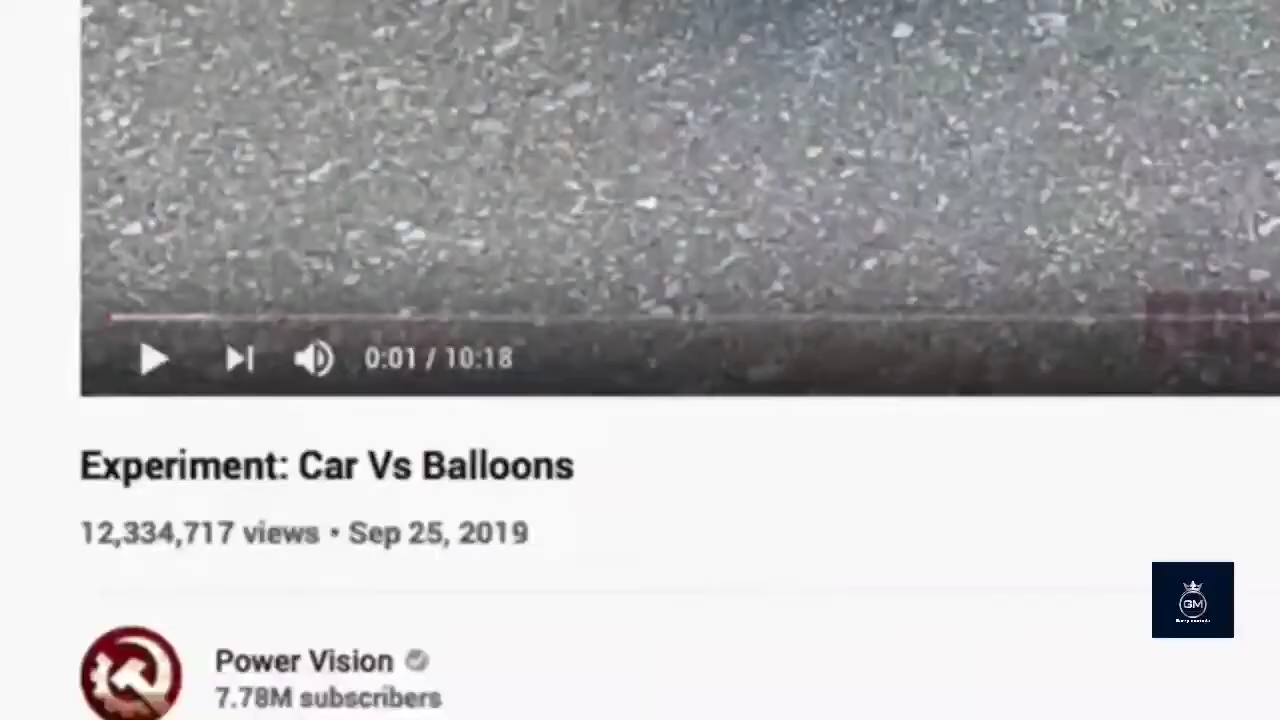 0:01 / 10:18
Experiment: Car Vs Balloons
12,334,717 views • Sep 25, 2019
GM
Power Vision
7.78M subscribers